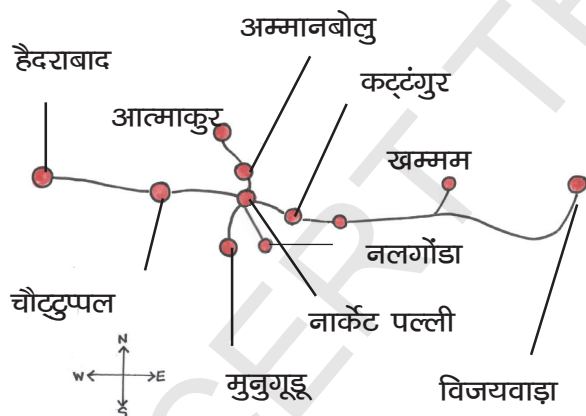 अम्मानबोलु
हैदराबाद
कट्टंगुर
आत्माकुर
खम्मम
नलगोंडा
चौट्टुप्पल
नार्केट पल्ली
N
W E
S
मुनुगूडू
विजयवाड़ा